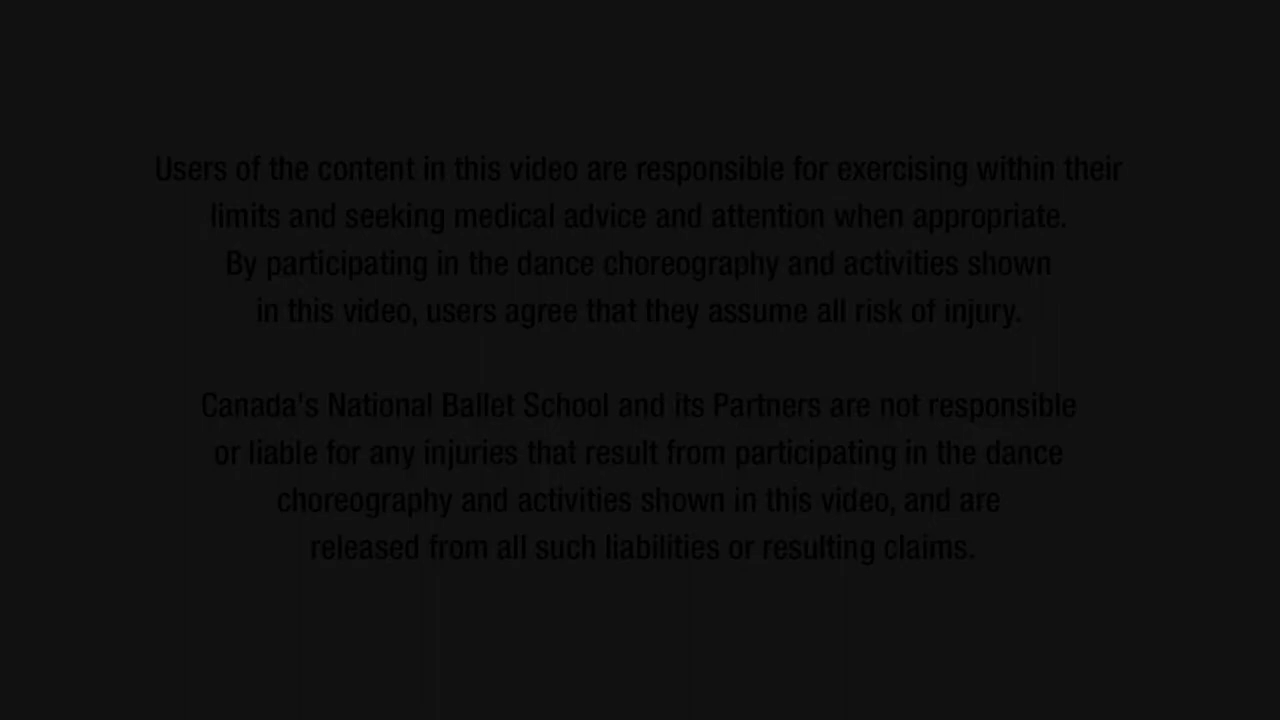 Users of the content in this video are responsible for exercising within their
limits and seeking medical advice and attention when appropriate.
By participating in the dance choreography and activities shown
in this video, users agree that they assume all risk of injury.
Canada's National Ballet School and its Partners are not responsible
or liable for any injuries that result from participating in the dance
choreography and activities shown in this video, and are
released from all such liabilities or resulting claims.